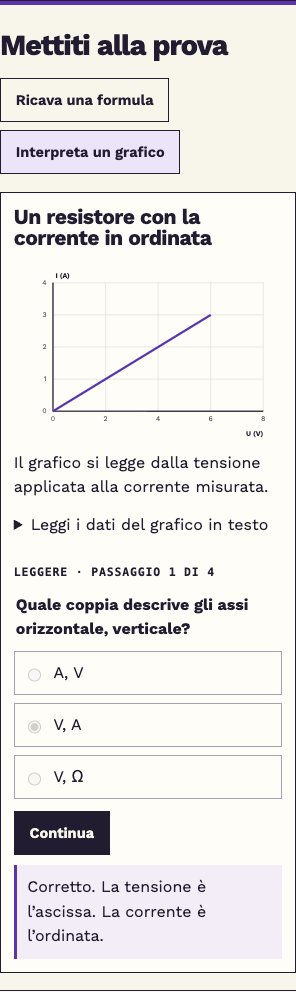 Mettiti alla prova
Ricava una formula
Interpreta un grafico
Un resistore con la
corrente in ordinata
I (A)
4
3
2
1
0
0 2 4 6 8
U (V)
Il grafico si legge dalla tensione
applicata alla corrente misurata.
▶ Leggi i dati del grafico in testo
LEGGERE · PASSAGGIO 1 DI 4
Quale coppia descrive gli assi
orizzontale, verticale?
A, V
V, A
V, Ω
Continua
Corretto. La tensione è
l’ascissa. La corrente è
l’ordinata.